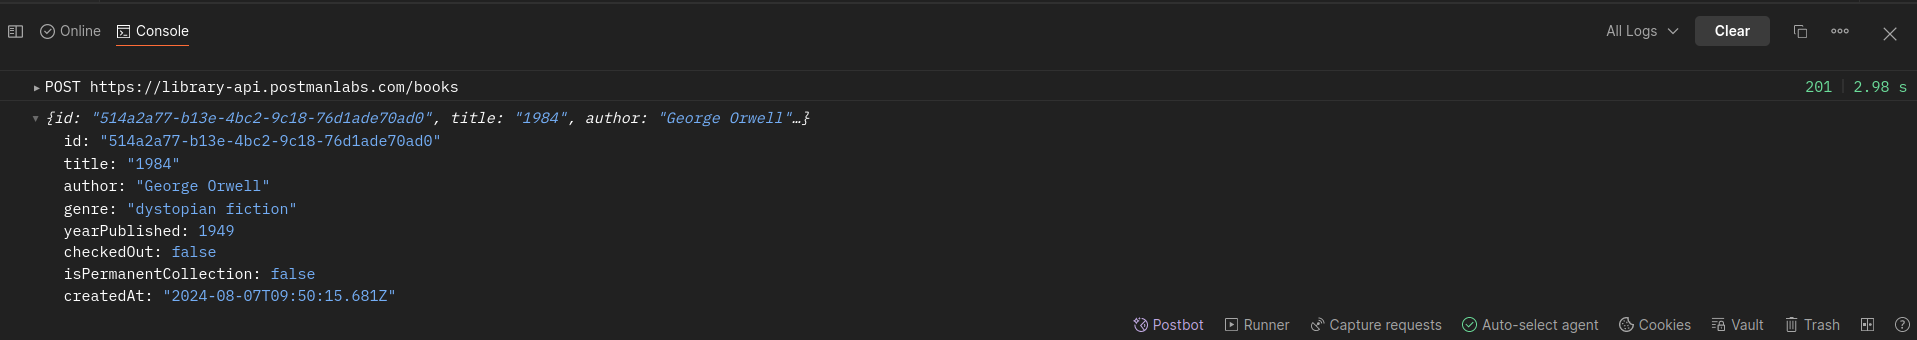 Online Console All Logs Clear
POST https://library-api.postmanlabs.com/books 201 2.98 s
{id: "514a2a77-b13e-4bc2-9c18-76d1ade70ad0", title: "1984", author: "George Orwell"…}
id: "514a2a77-b13e-4bc2-9c18-76d1ade70ad0"
title: "1984"
author: "George Orwell"
genre: "dystopian fiction"
yearPublished: 1949
checkedOut: false
isPermanentCollection: false
createdAt: "2024-08-07T09:50:15.681Z"
Postbot Runner Capture requests Auto-select agent Cookies Vault Trash